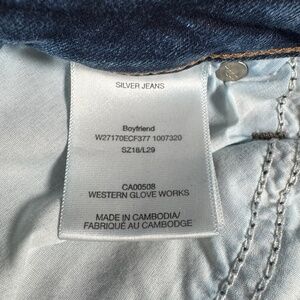 SILVER JEANS
Boyfriend
W27170ECF377 1007320
SZ18/L29
CA00508
WESTERN GLOVE WORKS
MADE IN CAMBODIA/
FABRIQUÉ AU CAMBODGE